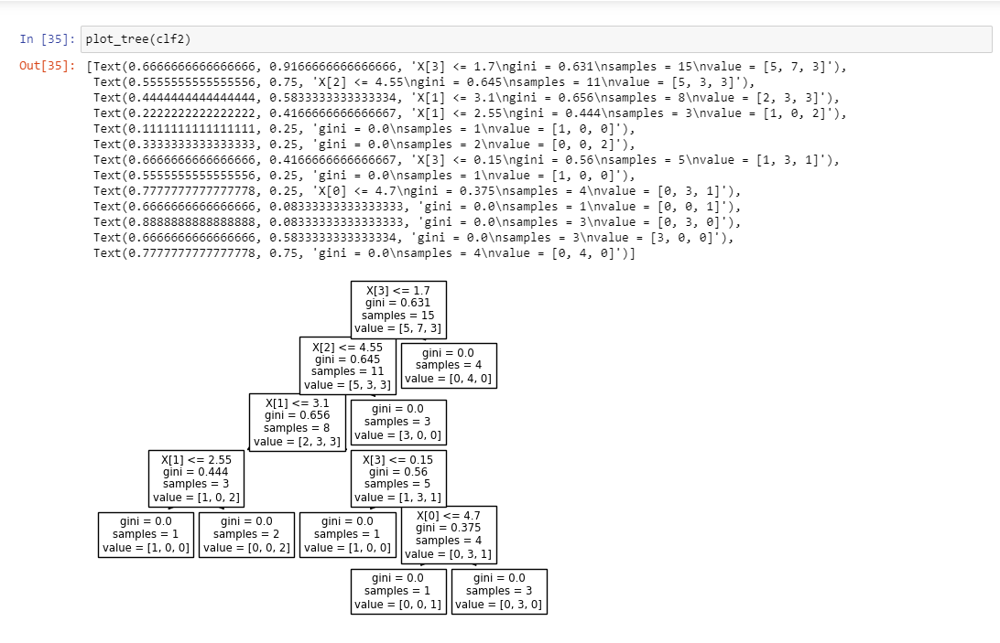 In [35]: plot_tree(clf2)
Out[35]: [Text(0.6666666666666666, 0.9166666666666666, 'X[3] <= 1.7\ngini = 0.631\nsamples = 15\nvalue = [5, 7, 3]'),
Text(0.5555555555555556, 0.75, 'X[2] <= 4.55\ngini = 0.645\nsamples = 11\nvalue = [5, 3, 3]'),
Text(0.4444444444444444, 0.5833333333333334, 'X[1] <= 3.1\ngini = 0.656\nsamples = 8\nvalue = [2, 3, 3]'),
Text(0.2222222222222222, 0.4166666666666667, 'X[1] <= 2.55\ngini = 0.444\nsamples = 3\nvalue = [1, 0, 2]'),
Text(0.1111111111111111, 0.25, 'gini = 0.0\nsamples = 1\nvalue = [1, 0, 0]'),
Text(0.3333333333333333, 0.25, 'gini = 0.0\nsamples = 2\nvalue = [0, 0, 2]'),
Text(0.6666666666666666, 0.4166666666666667, 'X[3] <= 0.15\ngini = 0.56\nsamples = 5\nvalue = [1, 3, 1]'),
Text(0.5555555555555556, 0.25, 'gini = 0.0\nsamples = 1\nvalue = [1, 0, 0]'),
Text(0.7777777777777778, 0.25, 'X[0] <= 4.7\ngini = 0.375\nsamples = 4\nvalue = [0, 3, 1]'),
Text(0.6666666666666666, 0.08333333333333333, 'gini = 0.0\nsamples = 1\nvalue = [0, 0, 1]'),
Text(0.8888888888888888, 0.08333333333333333, 'gini = 0.0\nsamples = 3\nvalue = [0, 3, 0]'),
Text(0.6666666666666666, 0.5833333333333334, 'gini = 0.0\nsamples = 3\nvalue = [3, 0, 0]'),
Text(0.7777777777777778, 0.75, 'gini = 0.0\nsamples = 4\nvalue = [0, 4, 0]')]
X[3] <= 1.7
gini = 0.631
samples = 15
value = [5, 7, 3]
X[2] <= 4.55
gini = 0.645
samples = 11
value = [5, 3, 3]
gini = 0.0
samples = 4
value = [0, 4, 0]
X[1] <= 3.1
gini = 0.656
samples = 8
value = [2, 3, 3]
gini = 0.0
samples = 3
value = [3, 0, 0]
X[1] <= 2.55
gini = 0.444
samples = 3
value = [1, 0, 2]
X[3] <= 0.15
gini = 0.56
samples = 5
value = [1, 3, 1]
gini = 0.0
samples = 1
value = [1, 0, 0]
gini = 0.0
samples = 2
value = [0, 0, 2]
gini = 0.0
samples = 1
value = [1, 0, 0]
X[0] <= 4.7
gini = 0.375
samples = 4
value = [0, 3, 1]
gini = 0.0
samples = 1
value = [0, 0, 1]
gini = 0.0
samples = 3
value = [0, 3, 0]